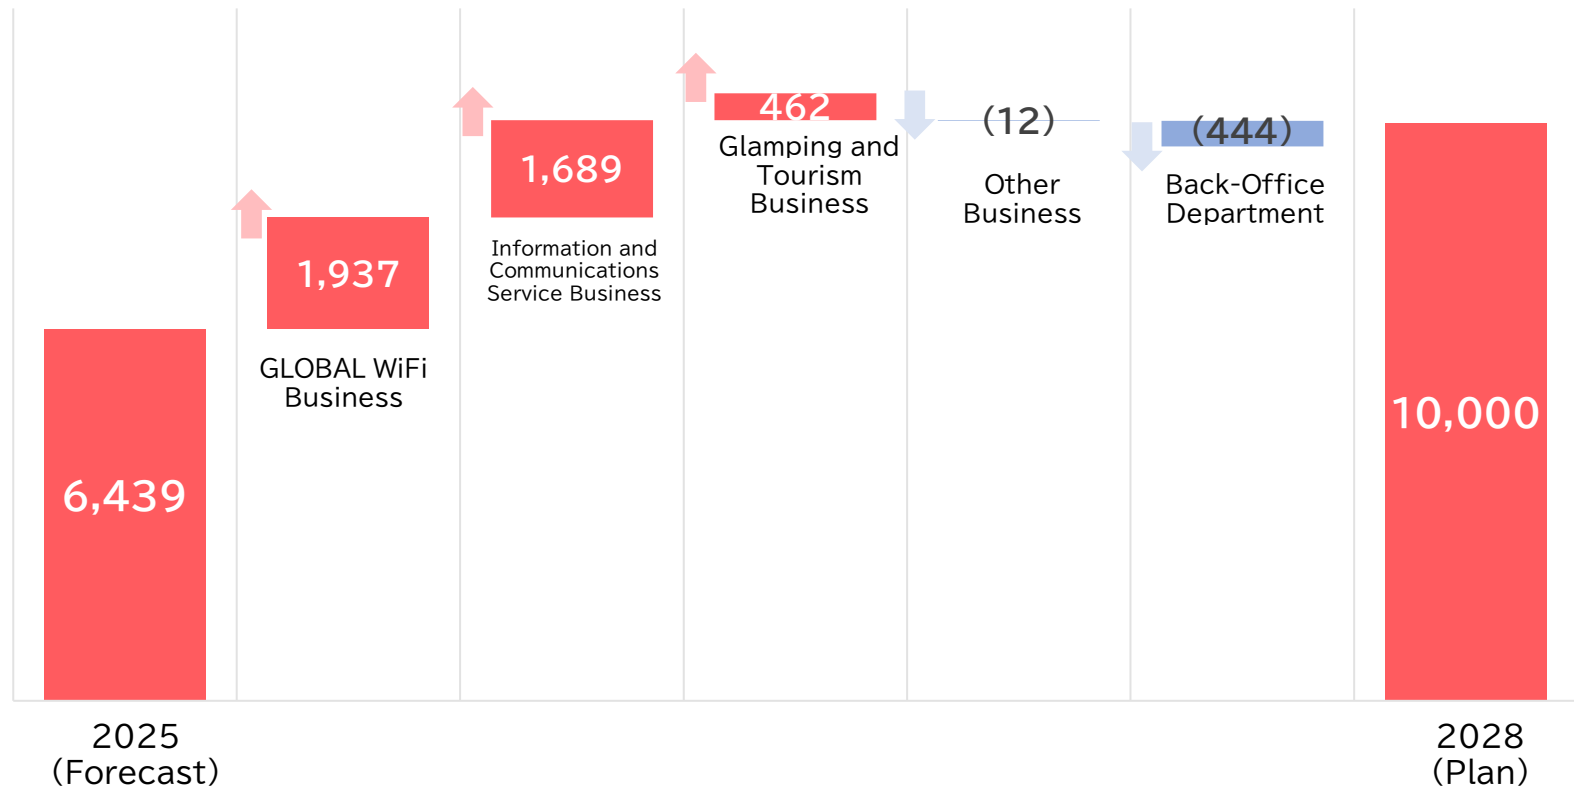 462
(12)
(444)
Glamping and
Tourism
Business
Other
Business
Back-Office
Department
1,689
Information and
Communications
Service Business
1,937
GLOBAL WiFi
Business
10,000
6,439
2025
(Forecast)
2028
(Plan)